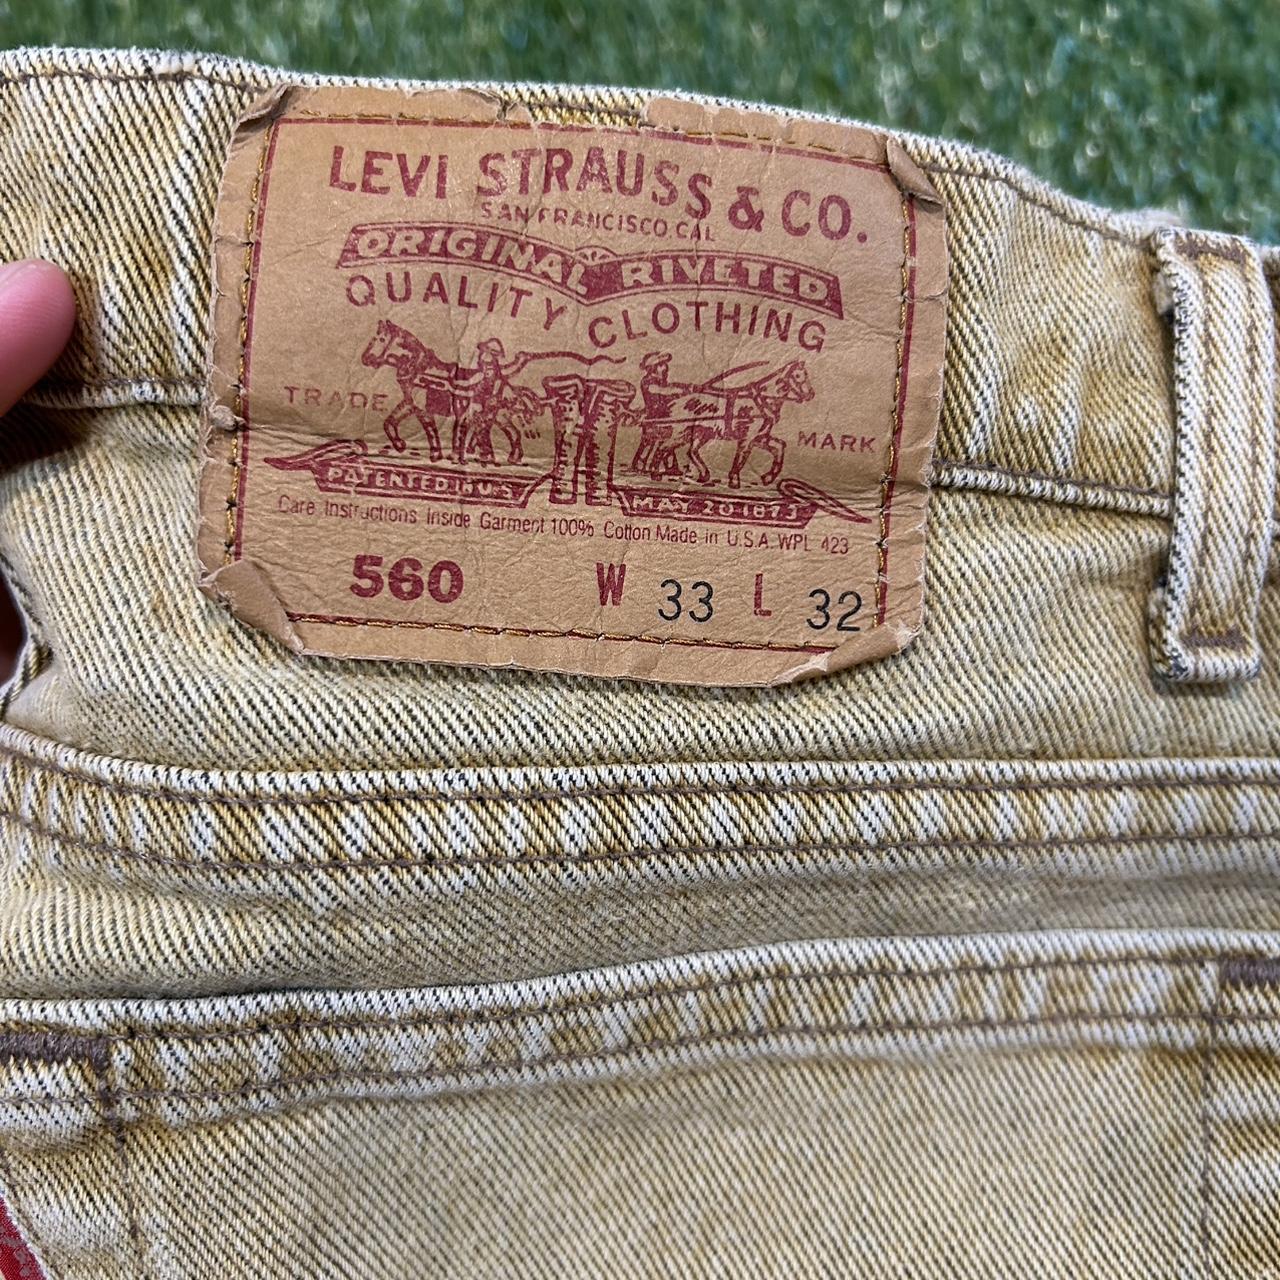 LEVI STRAUSS & CO.
SAN FRANCISCO CAL
ORIGINAL RIVETED
QUALITY CLOTHING
TRADE MARK
PATENTED IN U.S. MAY 20 1873
Care Instructions Inside Garment 100% Cotton Made in U.S.A. WPL 423
560 W 33 L 32